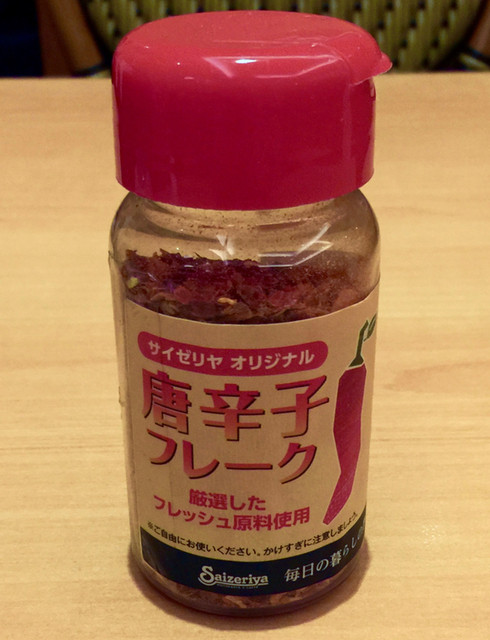 サイゼリヤ オリジナル
唐辛子
フレーク
厳選した
フレッシュ原料使用
※ご自由にお使いください。かけすぎに注意しましょう。
Saizeriya 毎日の暮らし